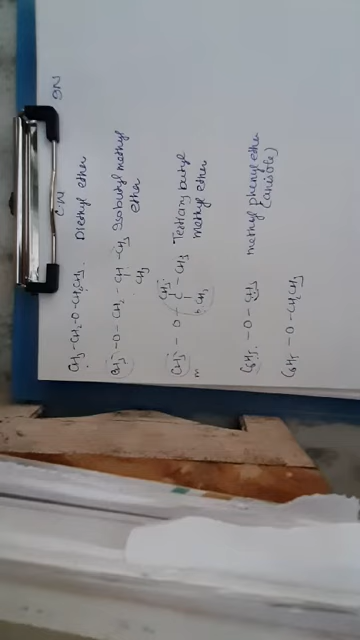 C.N
GN
CH3-CH2-O-CH2CH3. Diethyl ether
CH3-O-CH2-CH-CH3 Isobutyl methyl
CH3 ether
CH3
CH3-O-C-CH3 Tertiary butyl
CH3 methyl ether
m
C6H5-O-CH3 methyl phenyl ether
(anisole)
C6H5-O-CH2CH3